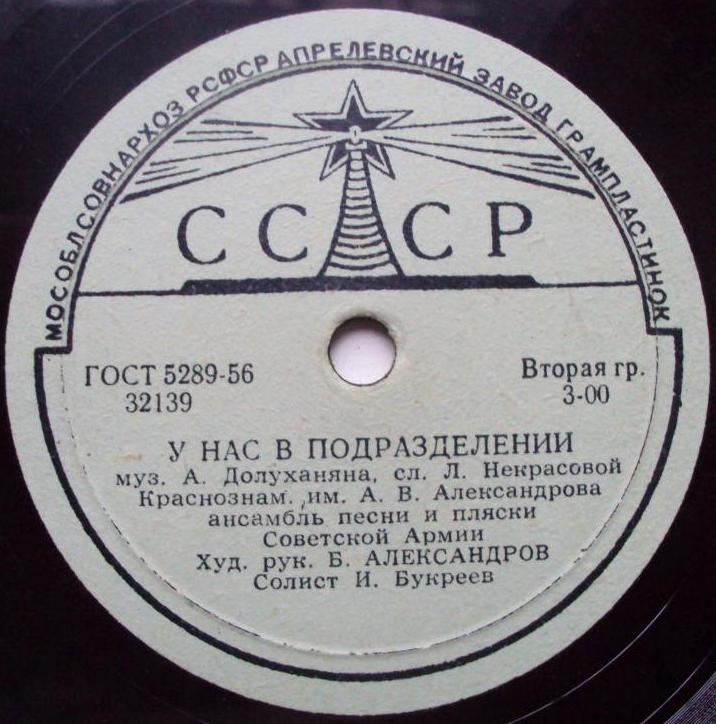 МОСОБЛСОВНАРХОЗ РСФСР АПРЕЛЕВСКИЙ ЗАВОД ГРАМПЛАСТИНОК
СССР
ГОСТ 5289-56
32139
Вторая гр.
3-00
У НАС В ПОДРАЗДЕЛЕНИИ
муз. А. Долуханяна, сл. Л. Некрасовой
Краснознам. им. А. В. Александрова
ансамбль песни и пляски
Советской Армии
Худ. рук. Б. АЛЕКСАНДРОВ
Солист И. Букреев